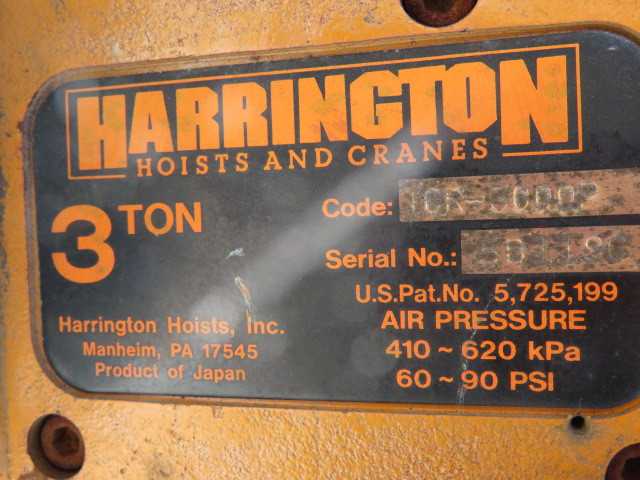 HARRINGTON
HOISTS AND CRANES
3 TON
Code:
Serial No.:
U.S.Pat.No. 5,725,199
AIR PRESSURE
410 ~ 620 kPa
60 ~ 90 PSI
Harrington Hoists, Inc.
Manheim, PA 17545
Product of Japan